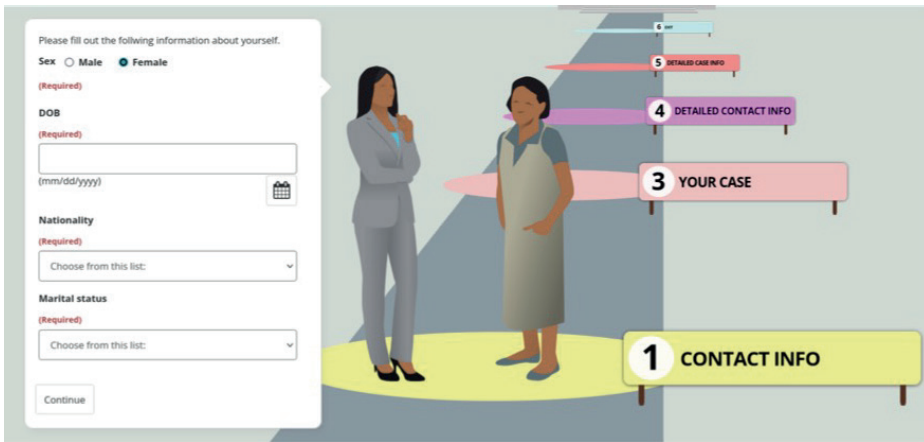 Please fill out the follwing information about yourself.
Sex Male Female
(Required)
DOB
(Required)
(mm/dd/yyyy)
Nationality
(Required)
Choose from this list:
Marital status
(Required)
Choose from this list:
Continue
6
5 DETAILED CASE INFO
4 DETAILED CONTACT INFO
3 YOUR CASE
1 CONTACT INFO